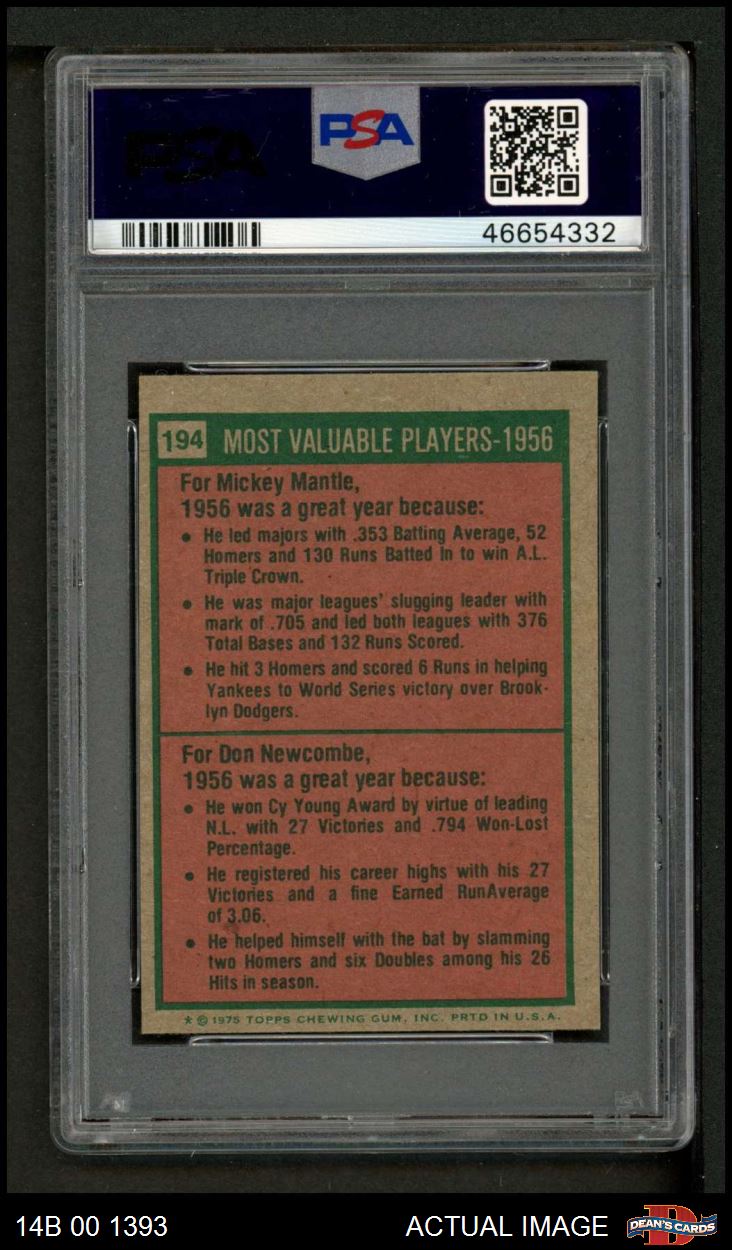 PSA
PSA
46654332
194 MOST VALUABLE PLAYERS-1956
For Mickey Mantle,
1956 was a great year because:
● He led majors with .353 Batting Average, 52
Homers and 130 Runs Batted In to win A.L.
Triple Crown.
● He was major leagues' slugging leader with
mark of .705 and led both leagues with 376
Total Bases and 132 Runs Scored.
● He hit 3 Homers and scored 6 Runs in helping
Yankees to World Series victory over Brook-
lyn Dodgers.
For Don Newcombe,
1956 was a great year because:
● He won Cy Young Award by virtue of leading
N.L. with 27 Victories and .794 Won-Lost
Percentage.
● He registered his career highs with his 27
Victories and a fine Earned RunAverage
of 3.06.
● He helped himself with the bat by slamming
two Homers and six Doubles among his 26
Hits in season.
★ © 1975 TOPPS CHEWING GUM, INC. PRTD IN U.S.A.
14B 00 1393
ACTUAL IMAGE
DEAN'S CARDS